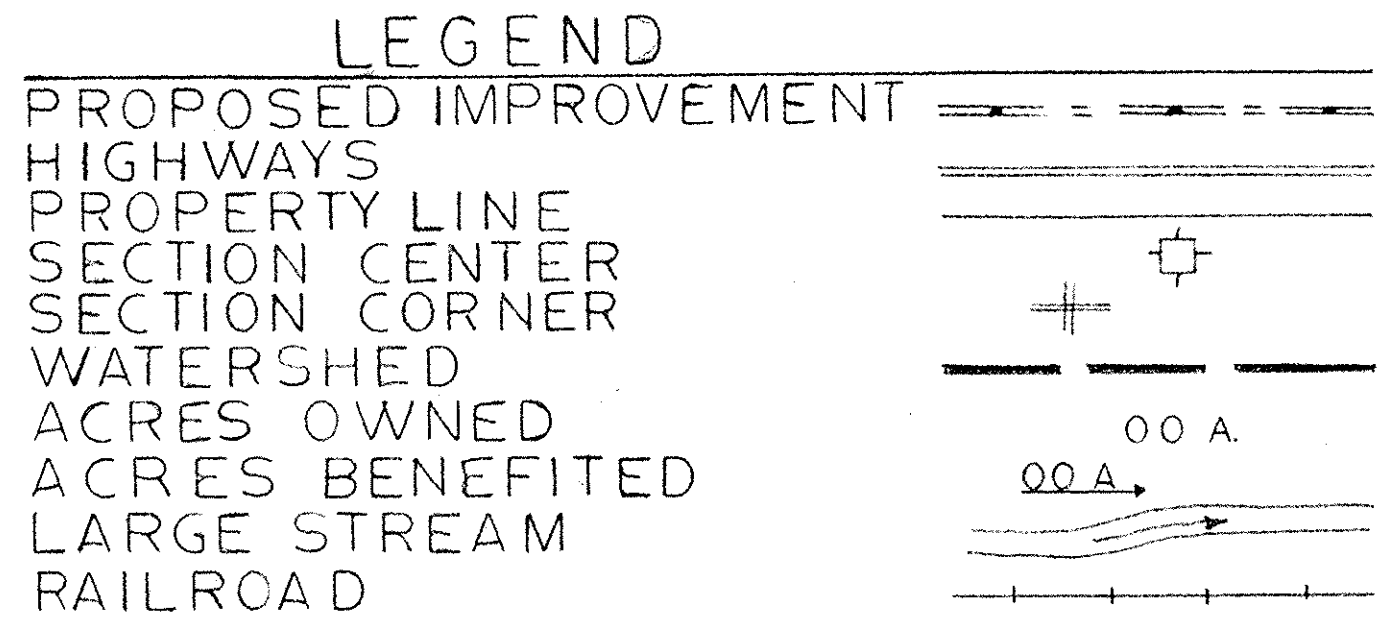 LEGEND
PROPOSED IMPROVEMENT
HIGHWAYS
PROPERTY LINE
SECTION CENTER
SECTION CORNER
WATERSHED
ACRES OWNED 00 A.
ACRES BENEFITED 00 A
LARGE STREAM
RAILROAD